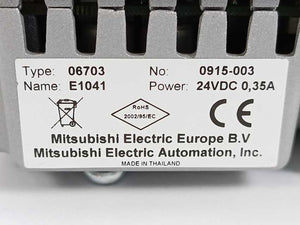 Type: 06703 No: 0915-003
Name: E1041 Power: 24VDC 0,35A
RoHS
2002/95/EC
Mitsubishi Electric Europe B.V
Mitsubishi Electric Automation, Inc.
MADE IN THAILAND